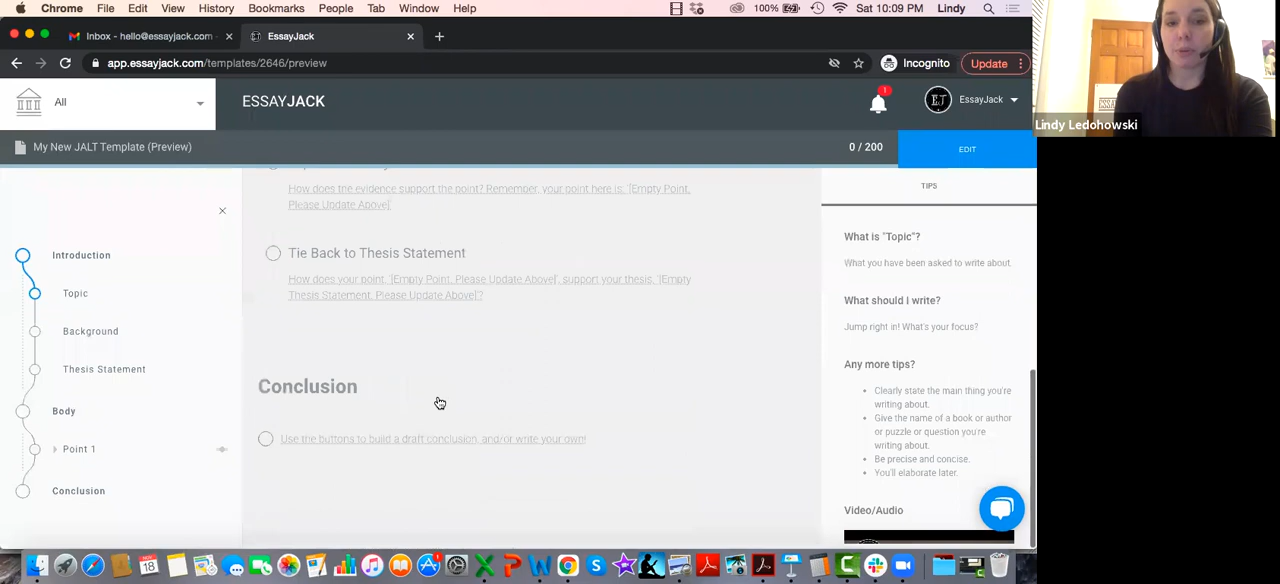 Chrome File Edit View History Bookmarks People Tab Window Help 100% Sat 10:09 PM Lindy
Inbox - hello@essayjack.com EssayJack
app.essayjack.com/templates/2646/preview Incognito Update
All ESSAYJACK 1 EJ EssayJack
My New JALT Template (Preview) 0 / 200 EDIT
Lindy Ledohowski
Introduction
Topic
Background
Thesis Statement
Body
Point 1
Conclusion
How does the evidence support the point? Remember, your point here is: '[Empty Point,
Please Update Above]'
Tie Back to Thesis Statement
How does your point, '[Empty Point. Please Update Above]', support your thesis, '[Empty
Thesis Statement. Please Update Above]'?
Conclusion
Use the buttons to build a draft conclusion, and/or write your own!
TIPS
What is "Topic"?
What you have been asked to write about.
What should I write?
Jump right in! What's your focus?
Any more tips?
Clearly state the main thing you're
writing about.
Give the name of a book or author
or puzzle or question you're
writing about.
Be precise and concise.
You'll elaborate later.
Video/Audio
NOV
18